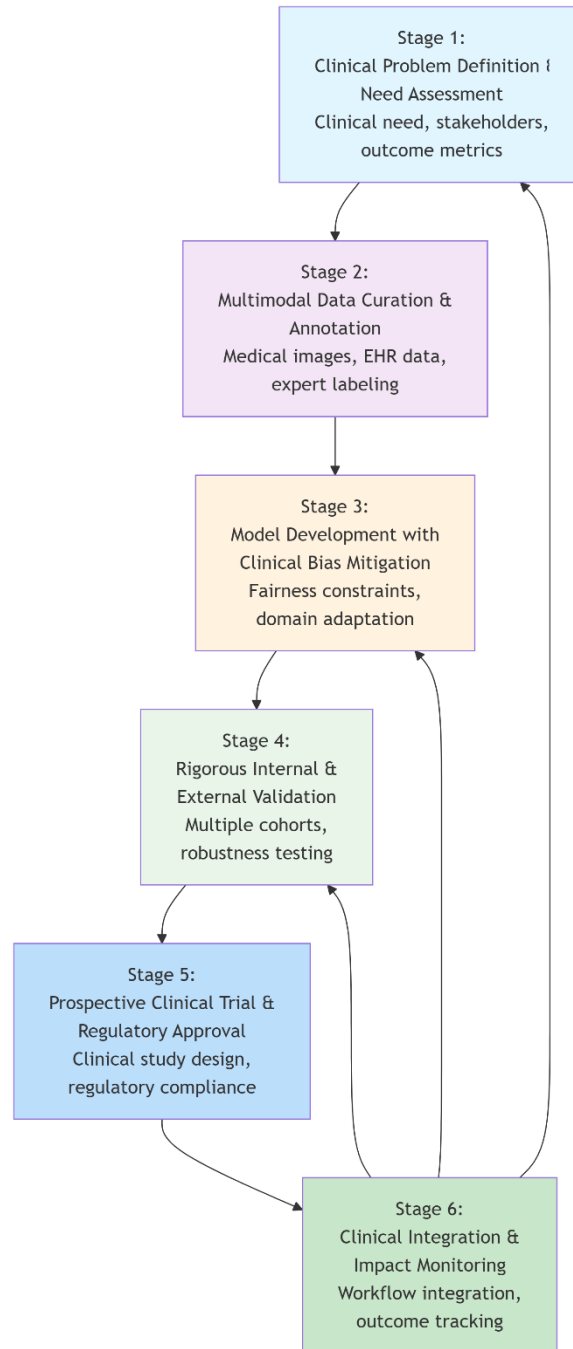 Stage 1:
Clinical Problem Definition &
Need Assessment
Clinical need, stakeholders,
outcome metrics
Stage 2:
Multimodal Data Curation &
Annotation
Medical images, EHR data,
expert labeling
Stage 3:
Model Development with
Clinical Bias Mitigation
Fairness constraints,
domain adaptation
Stage 4:
Rigorous Internal &
External Validation
Multiple cohorts,
robustness testing
Stage 5:
Prospective Clinical Trial &
Regulatory Approval
Clinical study design,
regulatory compliance
Stage 6:
Clinical Integration &
Impact Monitoring
Workflow integration,
outcome tracking